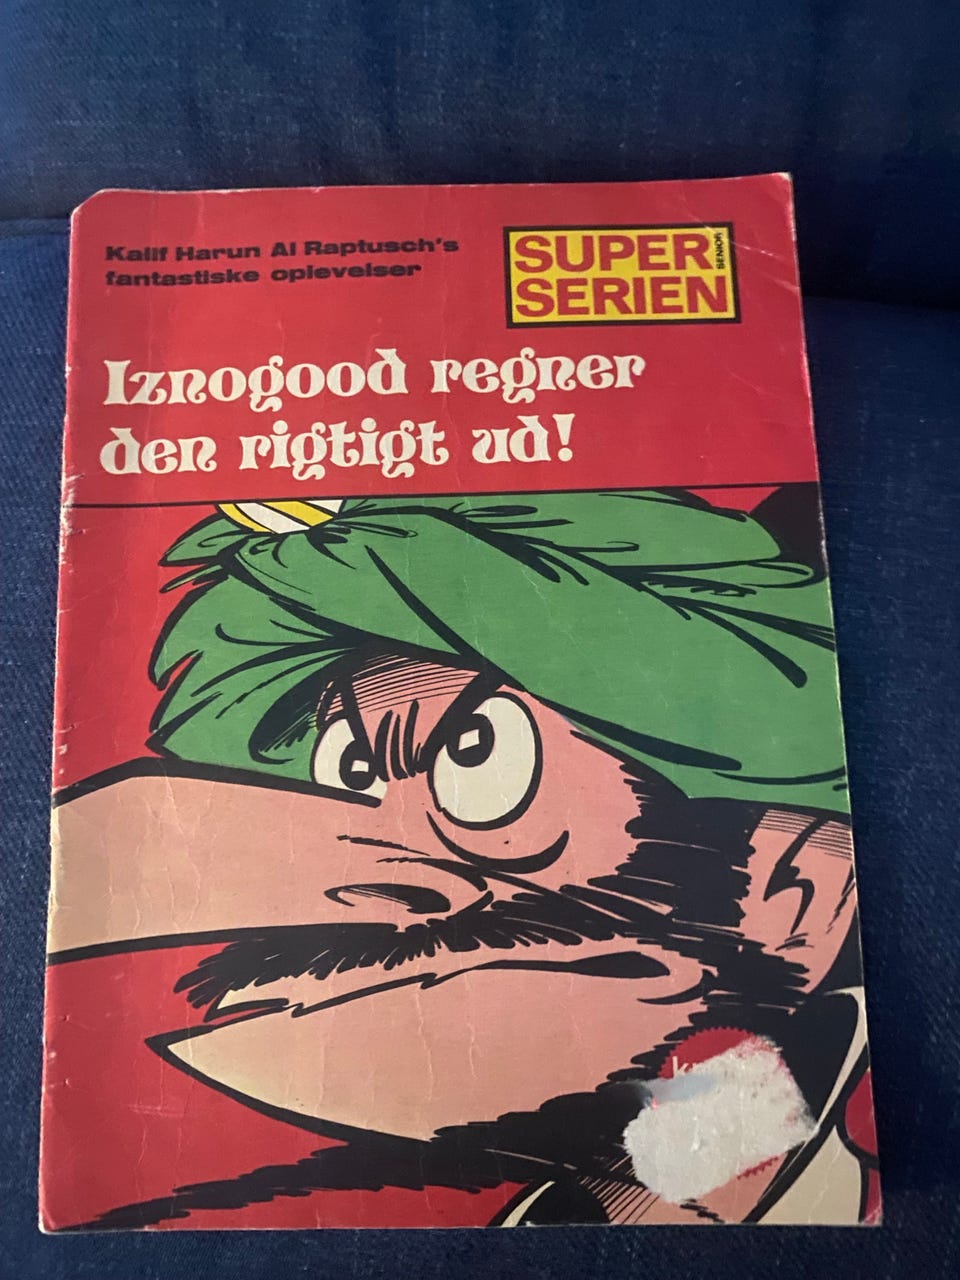 Kalif Harun Al Raptusch's
fantastiske oplevelser
SUPER
SENIOR
SERIEN
Iznogood regner
den rigtigt ud!